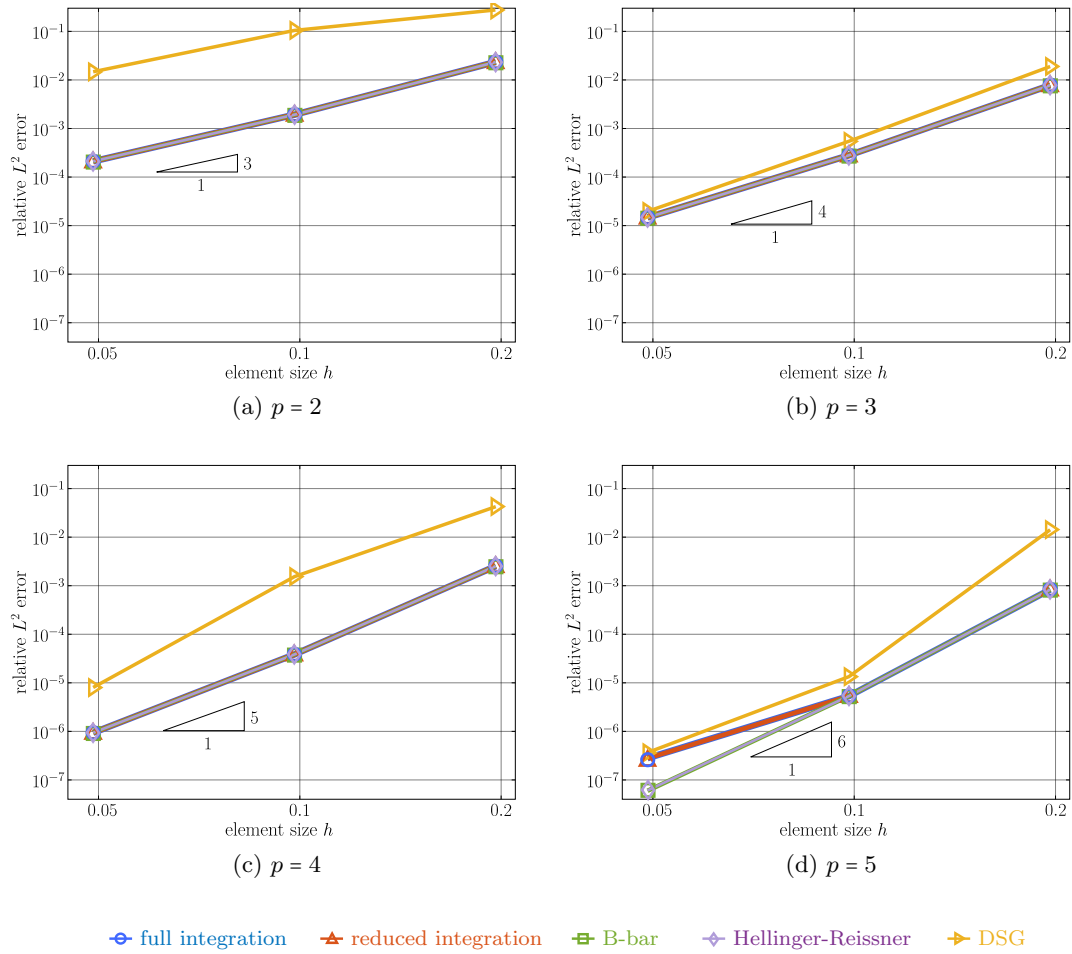 10⁻¹
10⁻²
10⁻³
10⁻⁴
10⁻⁵
10⁻⁶
10⁻⁷
relative L² error
3
1
0.05 0.1 0.2
element size h
(a) p = 2
10⁻¹
10⁻²
10⁻³
10⁻⁴
10⁻⁵
10⁻⁶
10⁻⁷
relative L² error
4
1
0.05 0.1 0.2
element size h
(b) p = 3
10⁻¹
10⁻²
10⁻³
10⁻⁴
10⁻⁵
10⁻⁶
10⁻⁷
relative L² error
5
1
0.05 0.1 0.2
element size h
(c) p = 4
10⁻¹
10⁻²
10⁻³
10⁻⁴
10⁻⁵
10⁻⁶
10⁻⁷
relative L² error
6
1
0.05 0.1 0.2
element size h
(d) p = 5
full integration reduced integration B-bar Hellinger-Reissner DSG